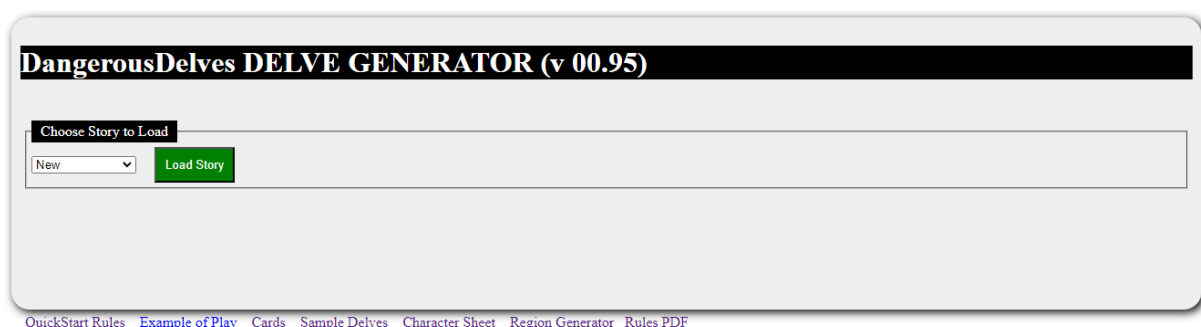 DangerousDelves DELVE GENERATOR (v 00.95)
Choose Story to Load
New Load Story
QuickStart Rules Example of Play Cards Sample Delves Character Sheet Region Generator Rules PDF